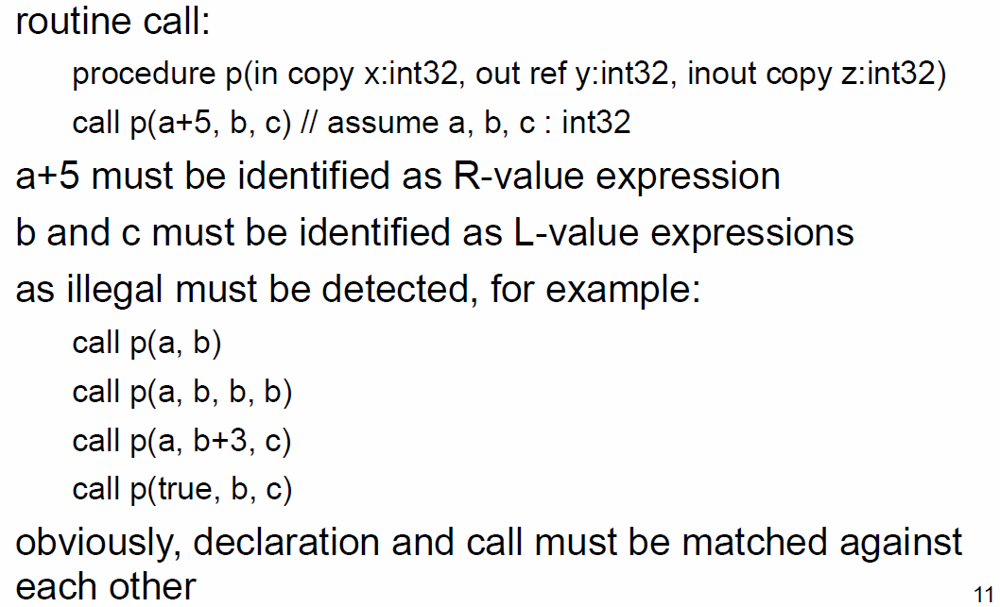 routine call:
procedure p(in copy x:int32, out ref y:int32, inout copy z:int32)
call p(a+5, b, c) // assume a, b, c : int32
a+5 must be identified as R-value expression
b and c must be identified as L-value expressions
as illegal must be detected, for example:
call p(a, b)
call p(a, b, b, b)
call p(a, b+3, c)
call p(true, b, c)
obviously, declaration and call must be matched against
each other
11